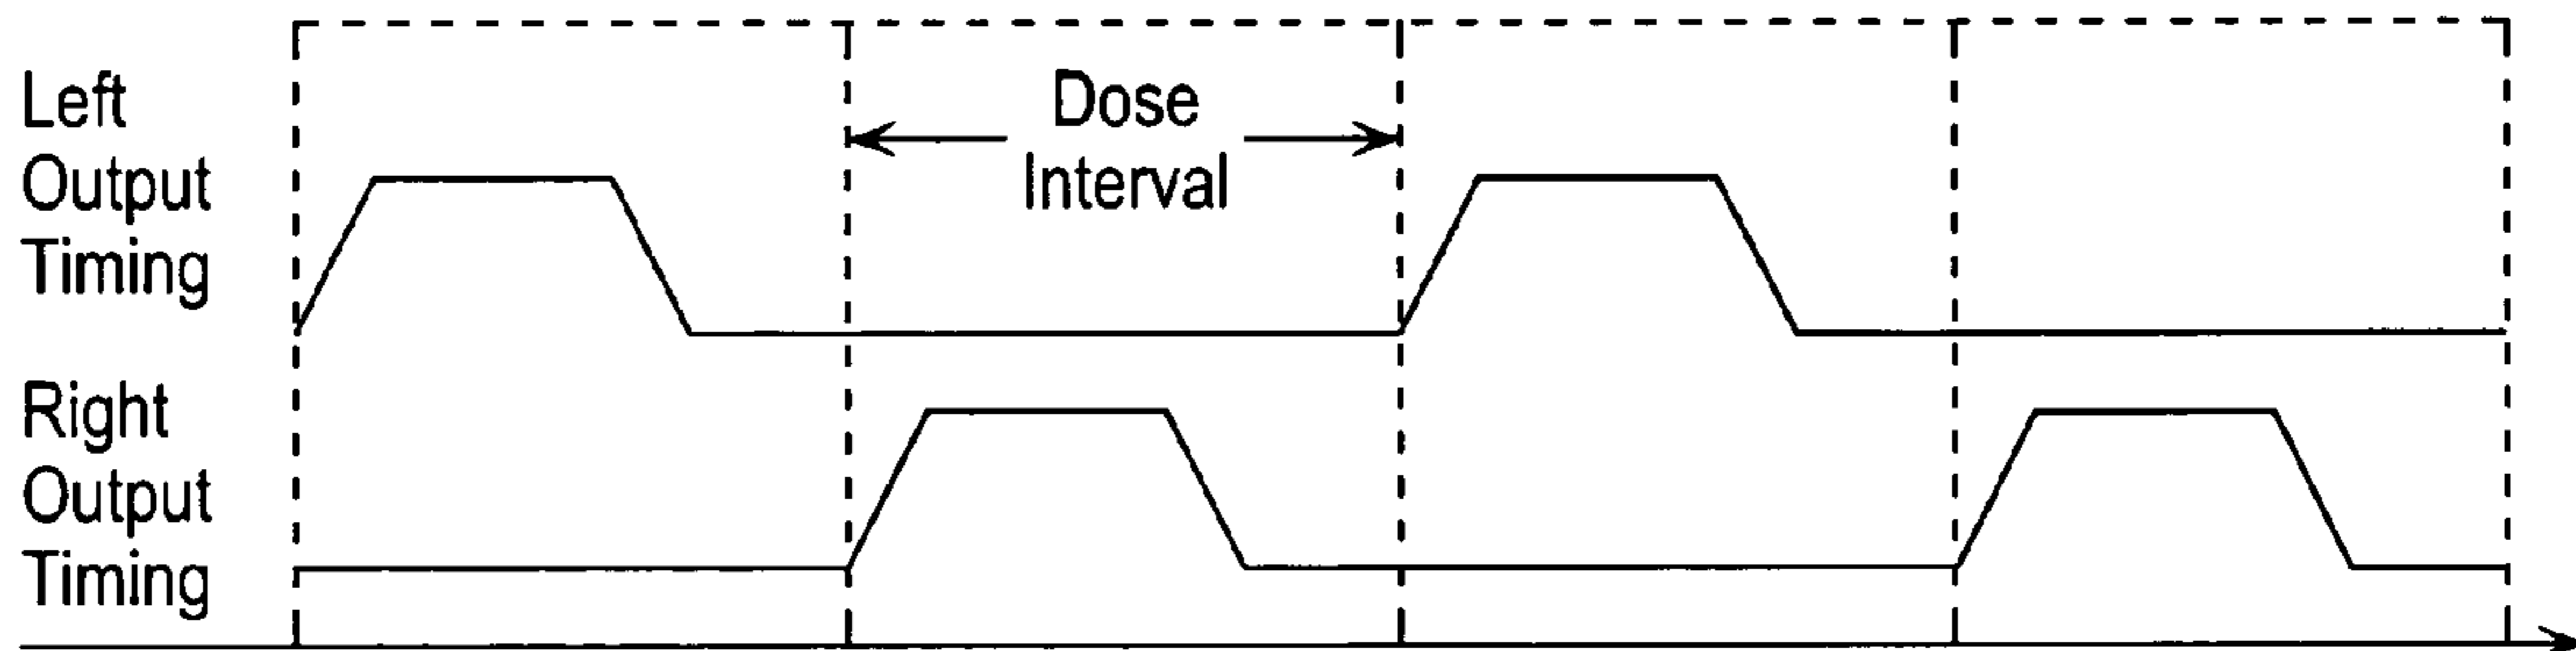 Left
Output
Timing
Dose
Interval
Right
Output
Timing